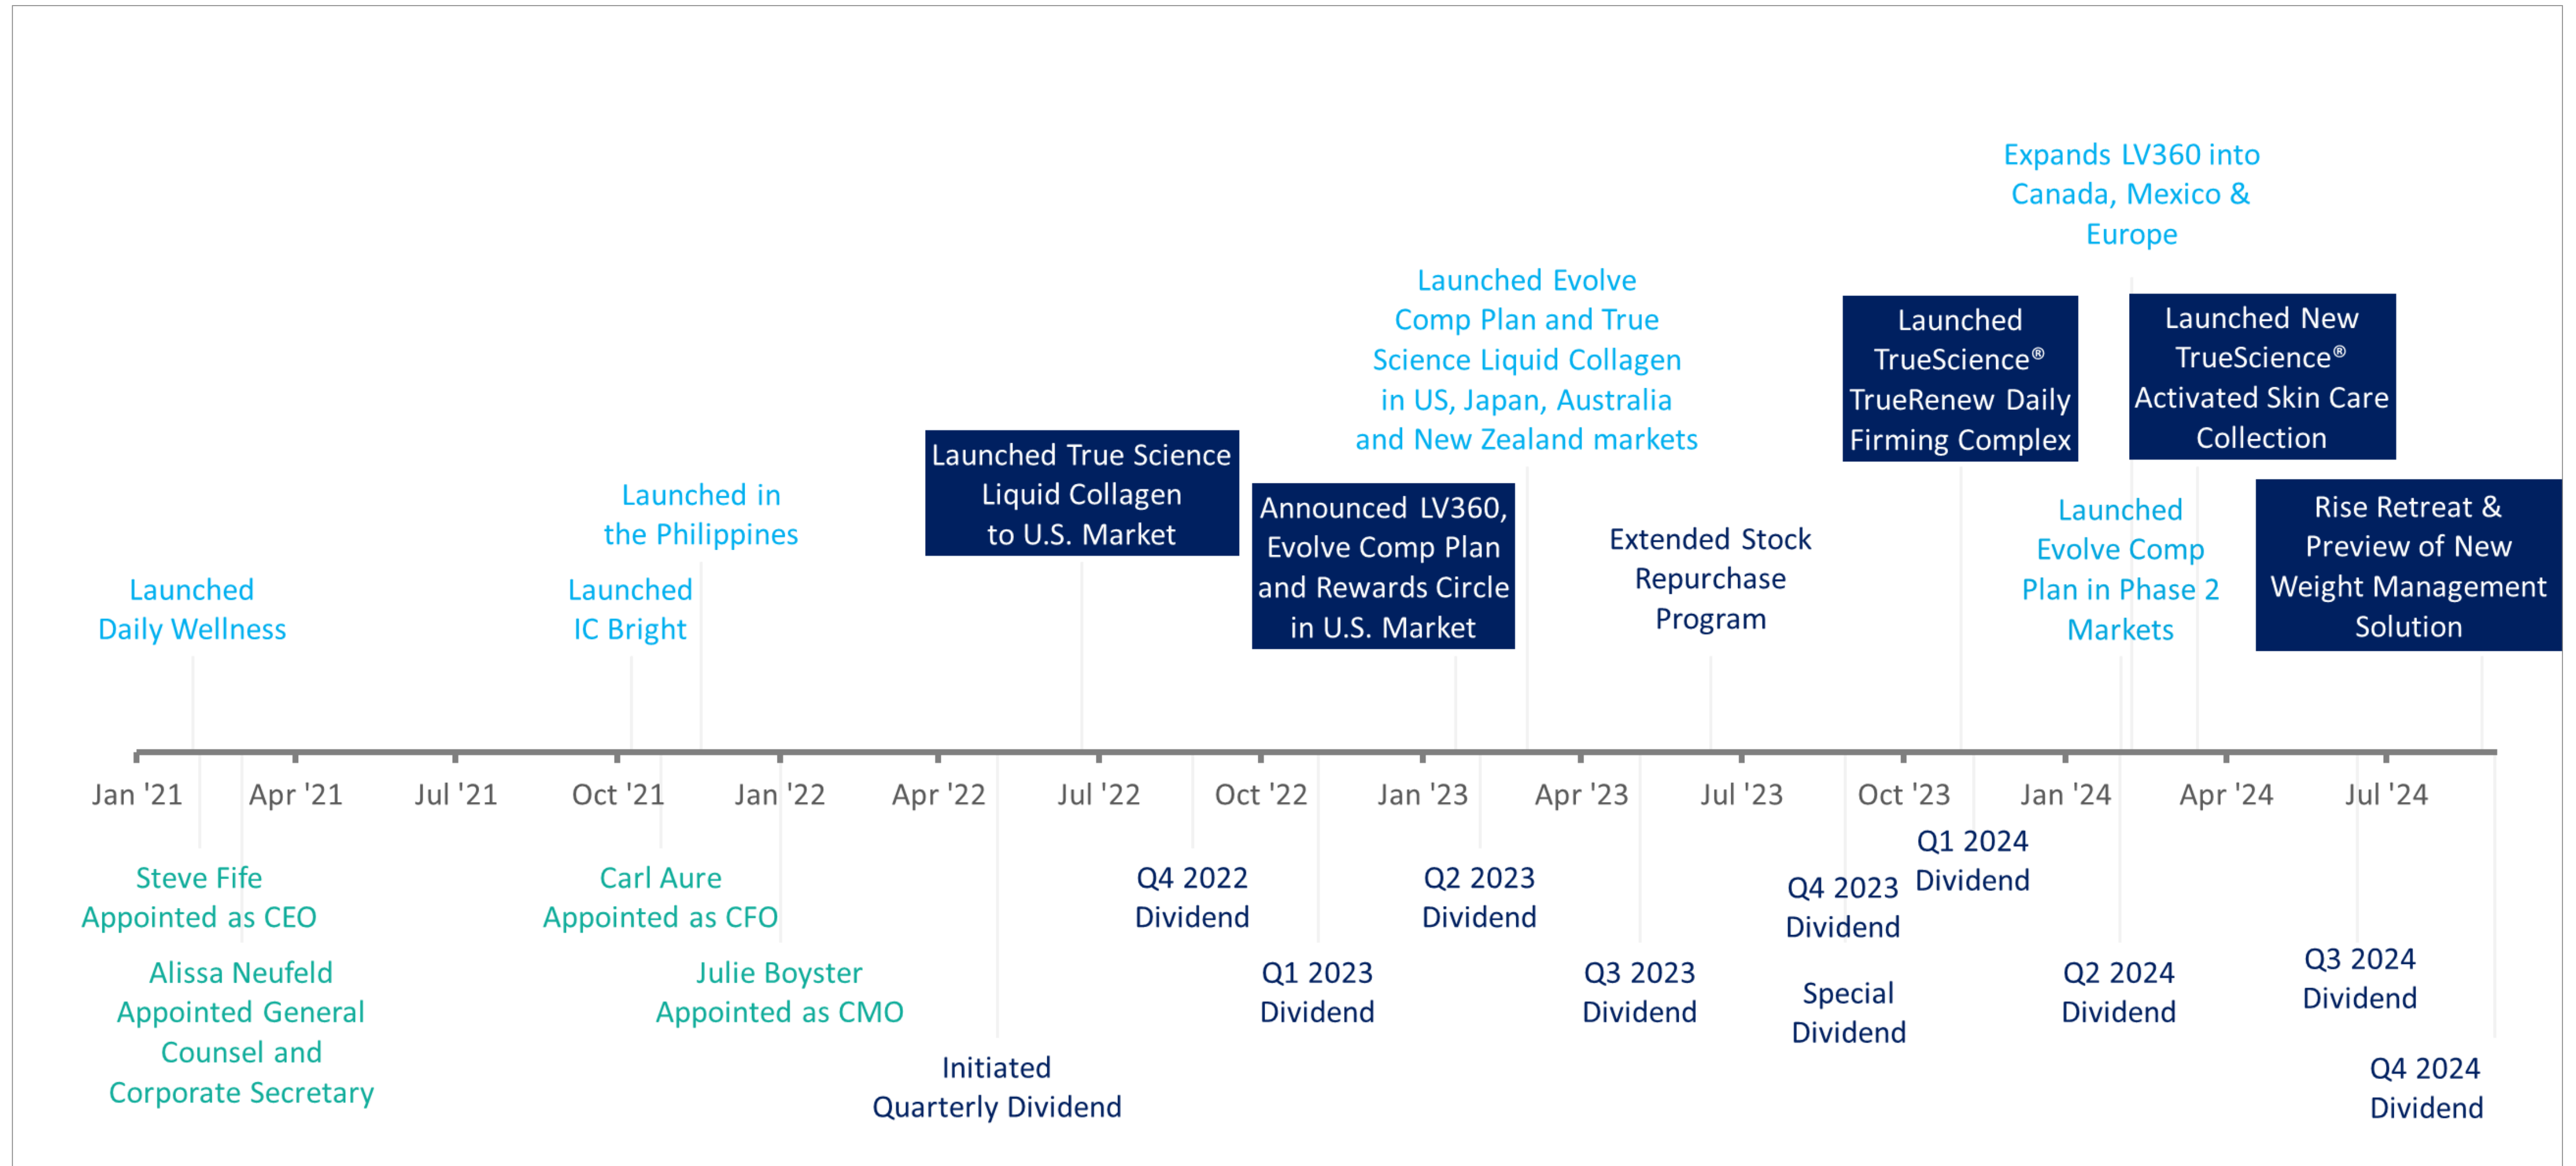 Expands LV360 into
Canada, Mexico &
Europe
Launched Evolve
Comp Plan and True
Science Liquid Collagen
in US, Japan, Australia
and New Zealand markets
Launched
TrueScience®
TrueRenew Daily
Firming Complex
Launched New
TrueScience®
Activated Skin Care
Collection
Launched True Science
Liquid Collagen
to U.S. Market
Launched in
the Philippines
Announced LV360,
Evolve Comp Plan
and Rewards Circle
in U.S. Market
Extended Stock
Repurchase
Program
Launched
Evolve Comp
Plan in Phase 2
Markets
Rise Retreat &
Preview of New
Weight Management
Solution
Launched
Daily Wellness
Launched
IC Bright
Jan '21 Apr '21 Jul '21 Oct '21 Jan '22 Apr '22 Jul '22 Oct '22 Jan '23 Apr '23 Jul '23 Oct '23 Jan '24 Apr '24 Jul '24
Steve Fife
Appointed as CEO
Alissa Neufeld
Appointed General
Counsel and
Corporate Secretary
Carl Aure
Appointed as CFO
Julie Boyster
Appointed as CMO
Initiated
Quarterly Dividend
Q4 2022
Dividend
Q1 2023
Dividend
Q2 2023
Dividend
Q3 2023
Dividend
Q4 2023
Dividend
Special
Dividend
Q1 2024
Dividend
Q2 2024
Dividend
Q3 2024
Dividend
Q4 2024
Dividend